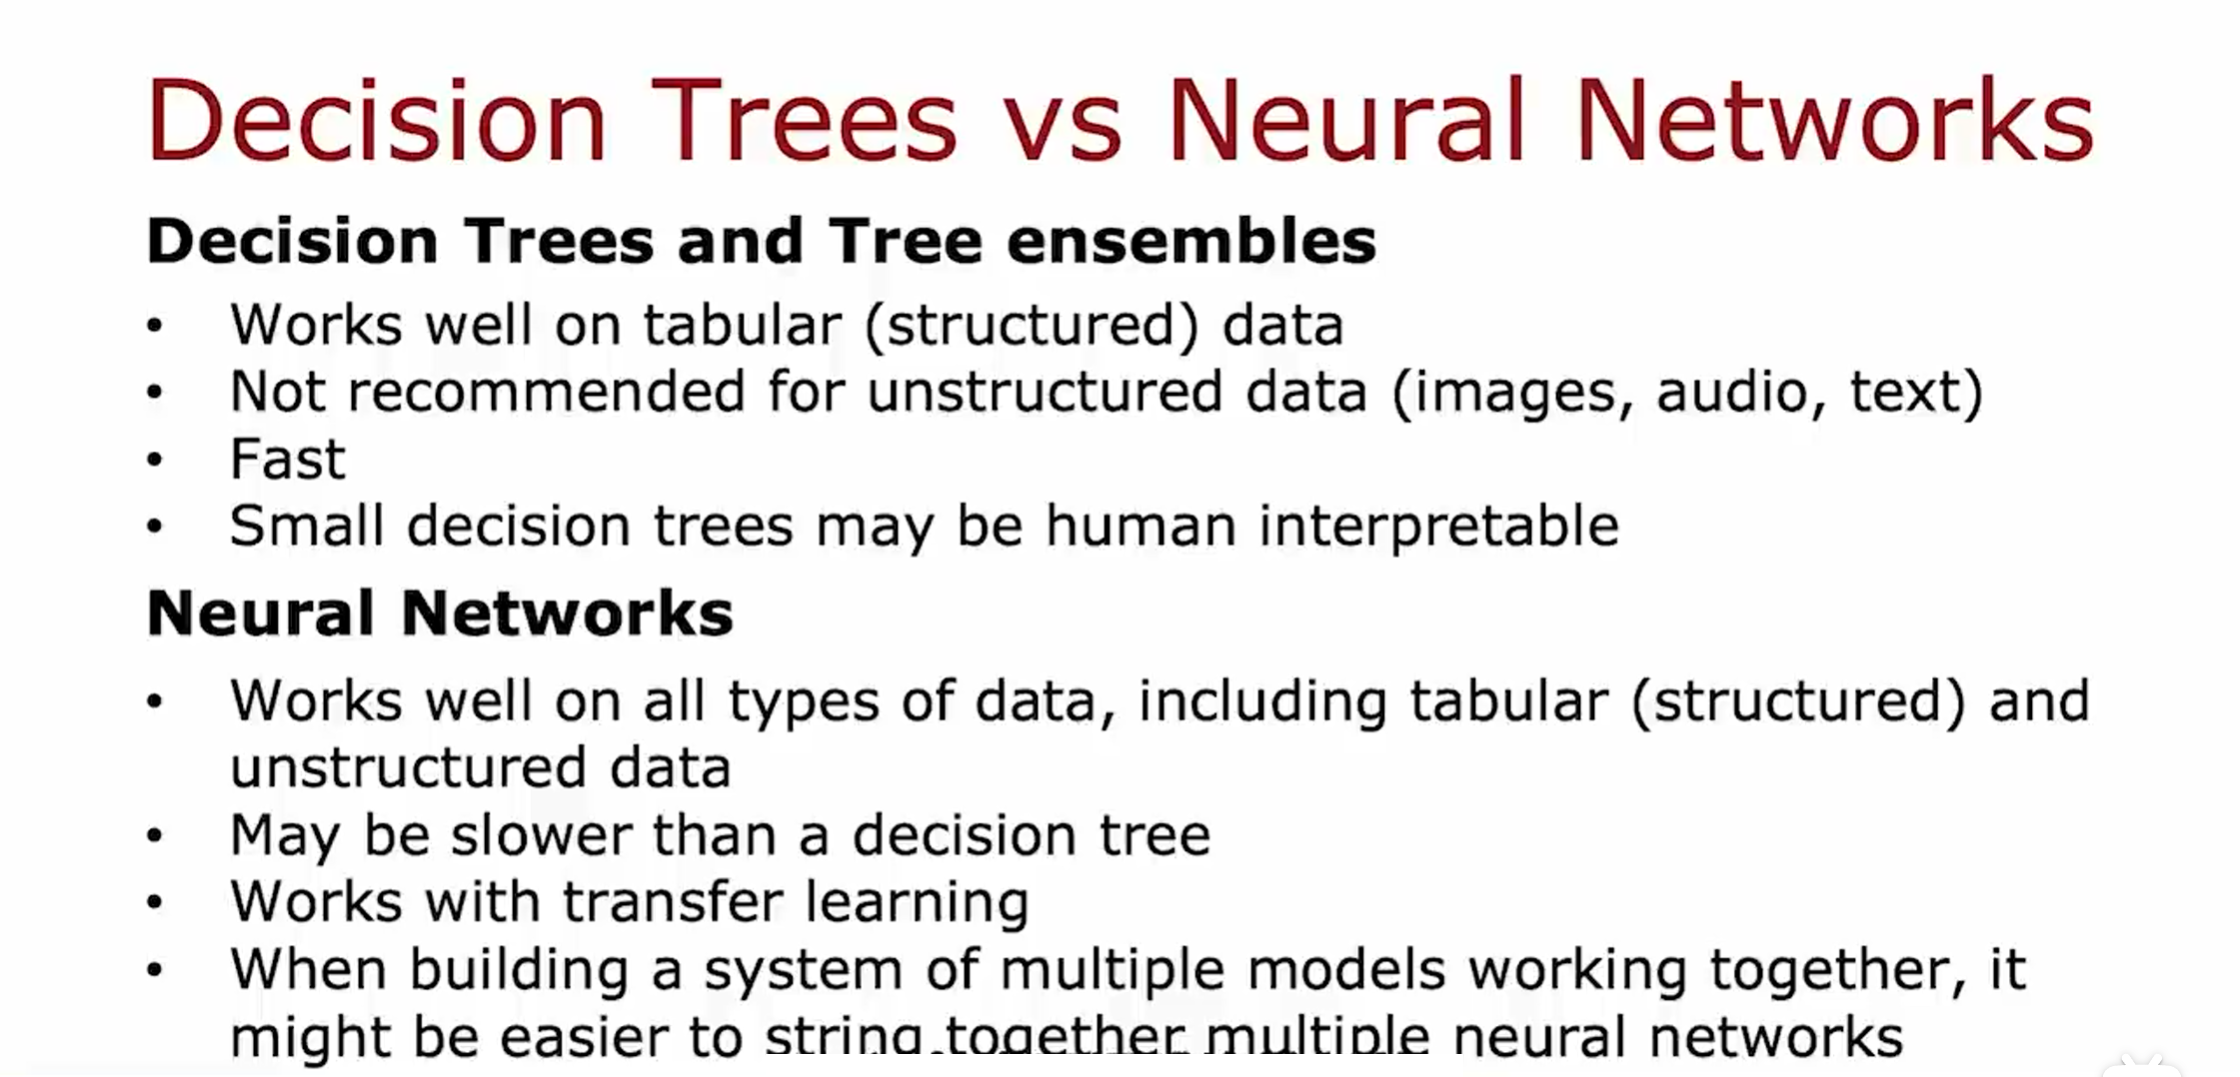 Decision Trees vs Neural Networks
Decision Trees and Tree ensembles
• Works well on tabular (structured) data
• Not recommended for unstructured data (images, audio, text)
• Fast
• Small decision trees may be human interpretable
Neural Networks
• Works well on all types of data, including tabular (structured) and
unstructured data
• May be slower than a decision tree
• Works with transfer learning
• When building a system of multiple models working together, it
might be easier to string together multiple neural networks